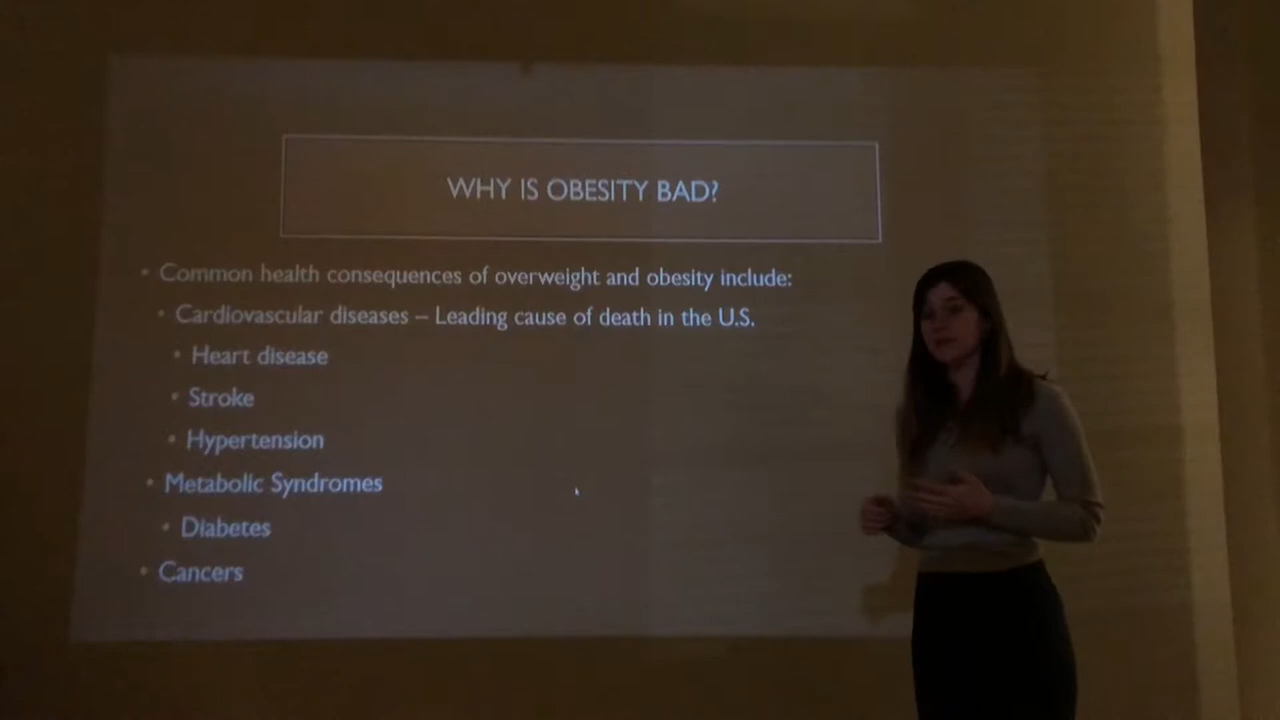 WHY IS OBESITY BAD?
• Common health consequences of overweight and obesity include:
• Cardiovascular diseases – Leading cause of death in the U.S.
• Heart disease
• Stroke
• Hypertension
• Metabolic Syndromes
• Diabetes
• Cancers